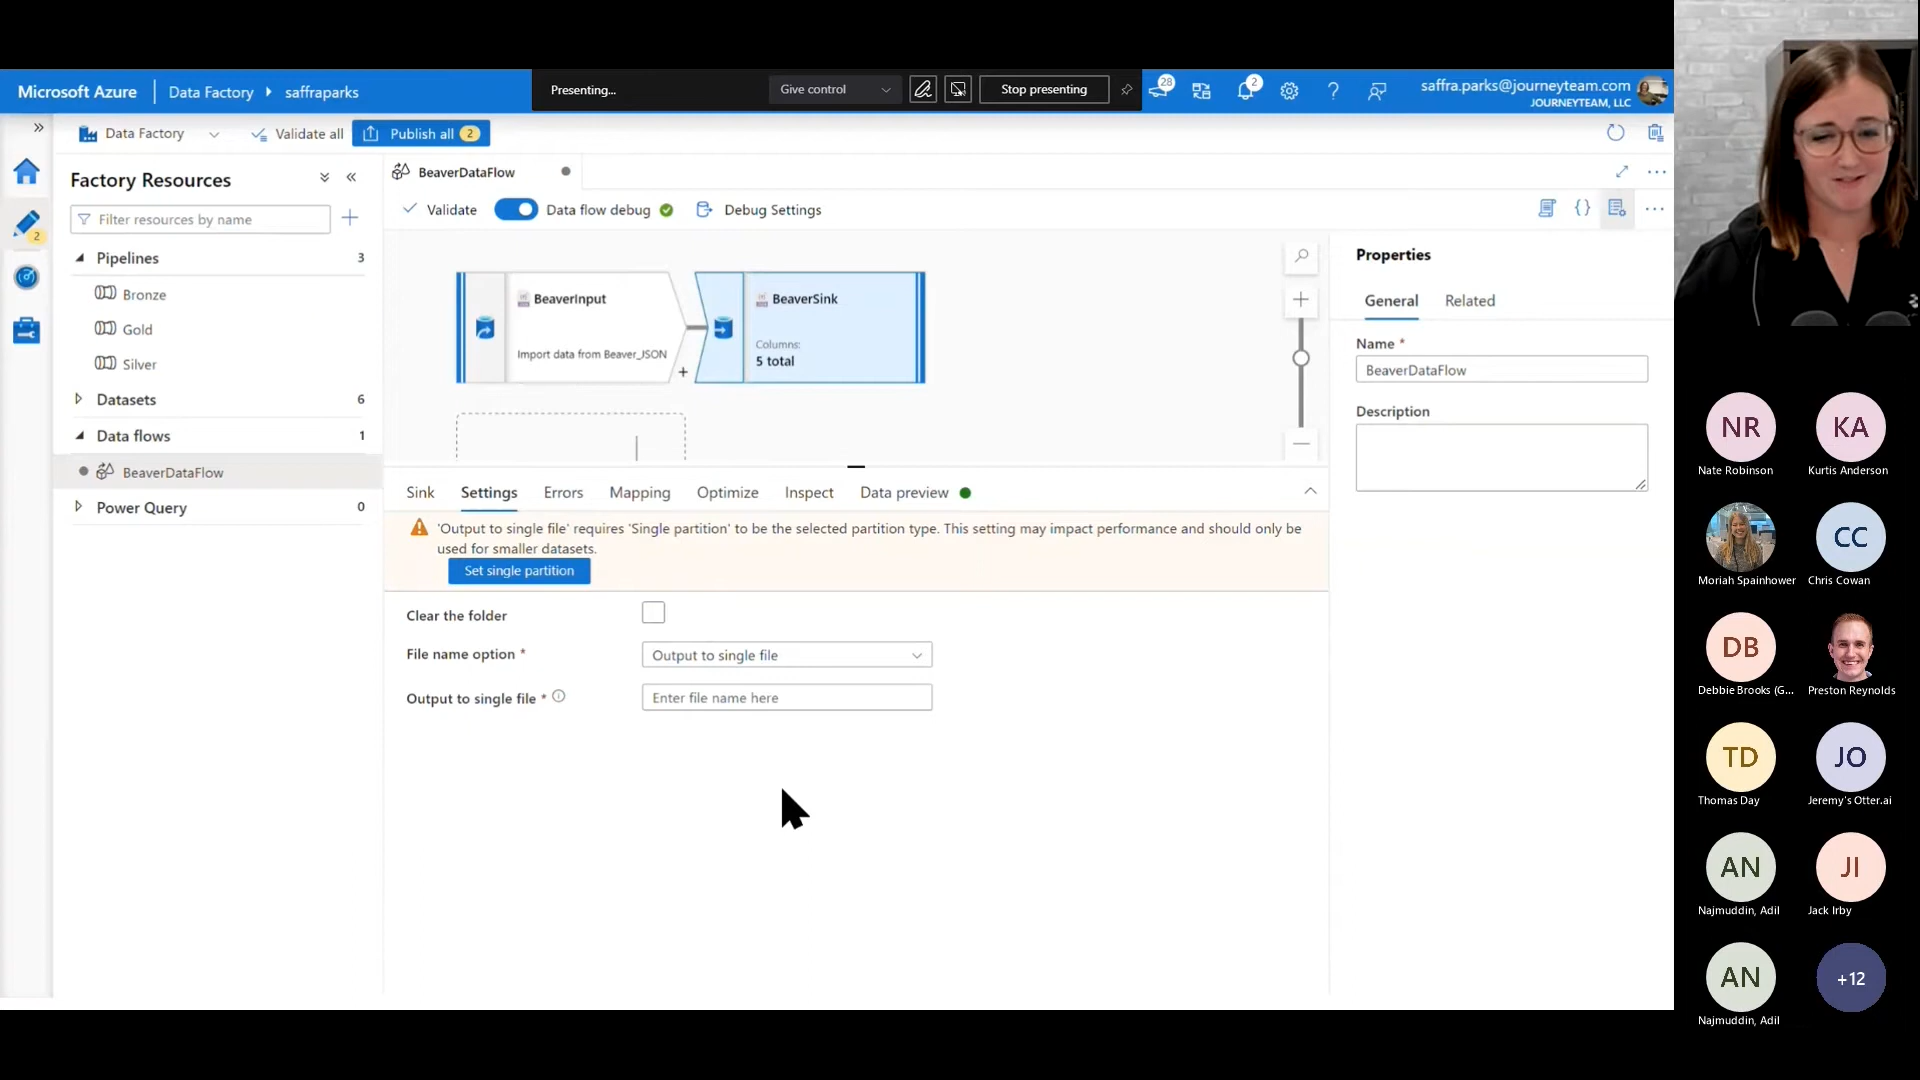 Microsoft Azure
Data Factory
saffraparks
Presenting...
Give control
Stop presenting
28
2
saffra.parks@journeyteam.com
JOURNEYTEAM, LLC
Data Factory
Validate all
Publish all 2
2
Factory Resources
Filter resources by name
Pipelines 3
Bronze
Gold
Silver
Datasets 6
Data flows 1
BeaverDataFlow
Power Query 0
BeaverDataFlow
Validate
Data flow debug
Debug Settings
BeaverInput
Import data from Beaver_JSON
BeaverSink
Columns:
5 total
Sink
Settings
Errors
Mapping
Optimize
Inspect
Data preview
'Output to single file' requires 'Single partition' to be the selected partition type. This setting may impact performance and should only be
used for smaller datasets.
Set single partition
Clear the folder
File name option *
Output to single file
Output to single file *
Enter file name here
Properties
General
Related
Name *
BeaverDataFlow
Description
NR
Nate Robinson
KA
Kurtis Anderson
Moriah Spainhower
CC
Chris Cowan
DB
Debbie Brooks (G...
Preston Reynolds
TD
Thomas Day
JO
Jeremy's Otter.ai
AN
Najmuddin, Adil
JI
Jack Irby
AN
Najmuddin, Adil
+12